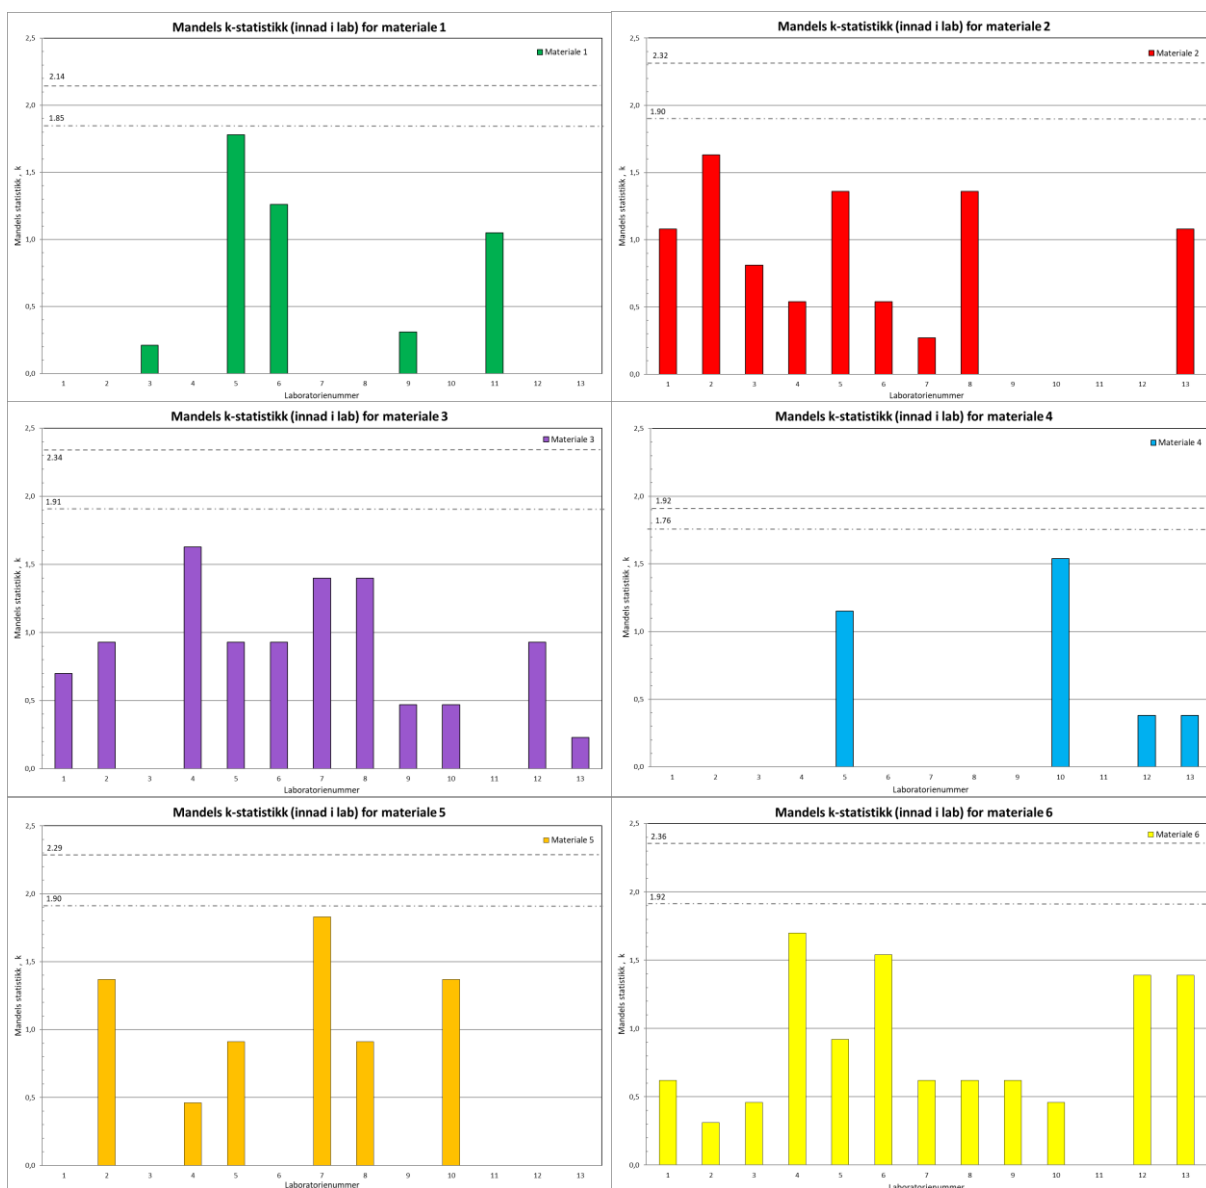 Mandels k-statistikk (innad i lab) for materiale 1
Materiale 1
Mandels statistikk , k
2,5
2,0
1,5
1,0
0,5
0,0
2.14
1.85
1 2 3 4 5 6 7 8 9 10 11 12 13
Laboratorienummer
Mandels k-statistikk (innad i lab) for materiale 2
Materiale 2
Mandels statistikk , k
2,5
2,0
1,5
1,0
0,5
0,0
2.32
1.90
1 2 3 4 5 6 7 8 9 10 11 12 13
Laboratorienummer
Mandels k-statistikk (innad i lab) for materiale 3
Materiale 3
Mandels statistikk , k
2,5
2,0
1,5
1,0
0,5
0,0
2.34
1.91
1 2 3 4 5 6 7 8 9 10 11 12 13
Laboratorienummer
Mandels k-statistikk (innad i lab) for materiale 4
Materiale 4
Mandels statistikk , k
2,5
2,0
1,5
1,0
0,5
0,0
1.92
1.76
1 2 3 4 5 6 7 8 9 10 11 12 13
Laboratorienummer
Mandels k-statistikk (innad i lab) for materiale 5
Materiale 5
Mandels statistikk , k
2,5
2,0
1,5
1,0
0,5
0,0
2.29
1.90
1 2 3 4 5 6 7 8 9 10 11 12 13
Laboratorienummer
Mandels k-statistikk (innad i lab) for materiale 6
Materiale 6
Mandels statistikk , k
2,5
2,0
1,5
1,0
0,5
0,0
2.36
1.92
1 2 3 4 5 6 7 8 9 10 11 12 13
Laboratorienummer